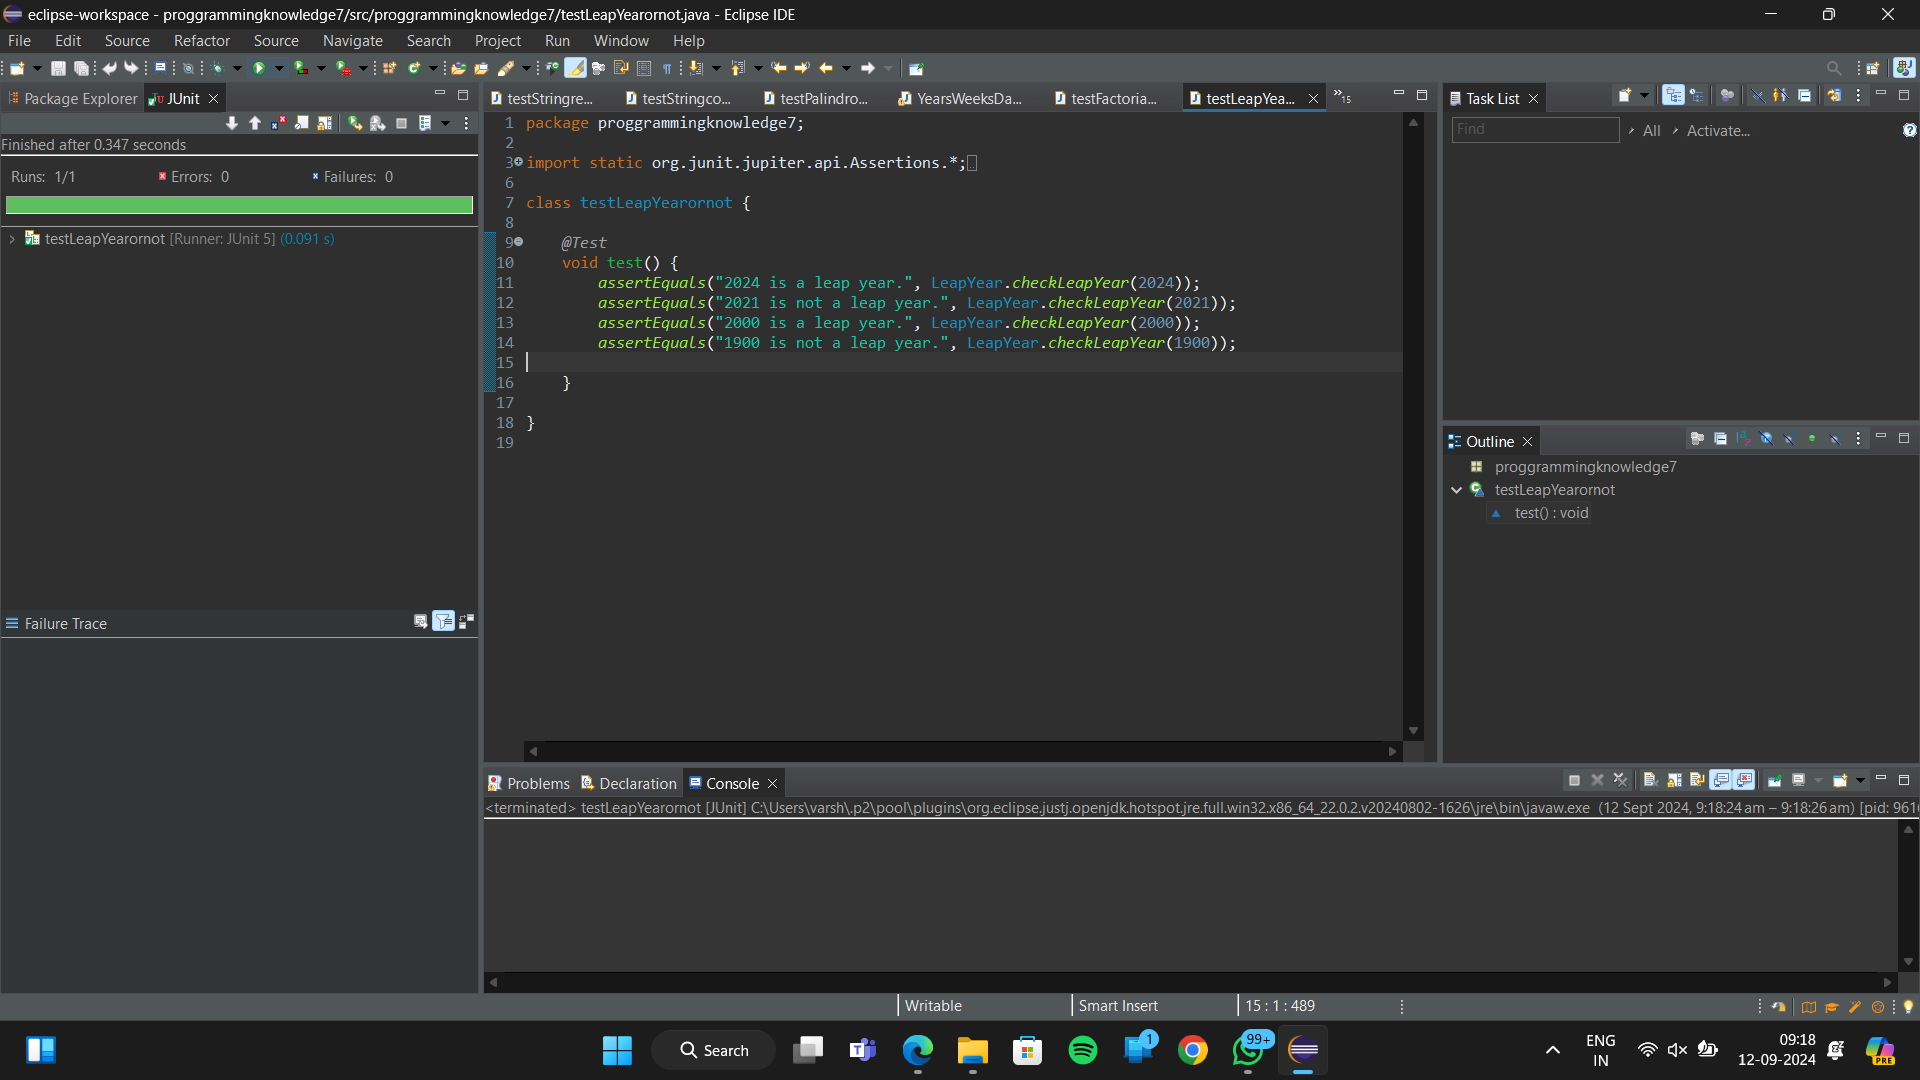 eclipse-workspace - proggrammingknowledge7/src/proggrammingknowledge7/testLeapYearornot.java - Eclipse IDE
File Edit Source Refactor Source Navigate Search Project Run Window Help
Package Explorer JUnit
Finished after 0.347 seconds
Runs: 1/1 Errors: 0 Failures: 0
testLeapYearornot [Runner: JUnit 5] (0.091 s)
Failure Trace
testStringre... testStringco... testPalindro... YearsWeeksDa... testFactoria... testLeapYea... »15
1 package proggrammingknowledge7;
2
3 import static org.junit.jupiter.api.Assertions.*;
6
7 class testLeapYearornot {
8
9 @Test
10 void test() {
11 assertEquals("2024 is a leap year.", LeapYear.checkLeapYear(2024));
12 assertEquals("2021 is not a leap year.", LeapYear.checkLeapYear(2021));
13 assertEquals("2000 is a leap year.", LeapYear.checkLeapYear(2000));
14 assertEquals("1900 is not a leap year.", LeapYear.checkLeapYear(1900));
15
16 }
17
18 }
19
Task List
Find All Activate...
Outline
proggrammingknowledge7
testLeapYearornot
test() : void
Problems Declaration Console
<terminated> testLeapYearornot [JUnit] C:\Users\varsh\.p2\pool\plugins\org.eclipse.justj.openjdk.hotspot.jre.full.win32.x86_64_22.0.2.v20240802-1626\jre\bin\javaw.exe (12 Sept 2024, 9:18:24 am – 9:18:26 am) [pid: 961
Writable Smart Insert 15 : 1 : 489
Search
1
99+
ENG
IN
09:18
12-09-2024
PRE